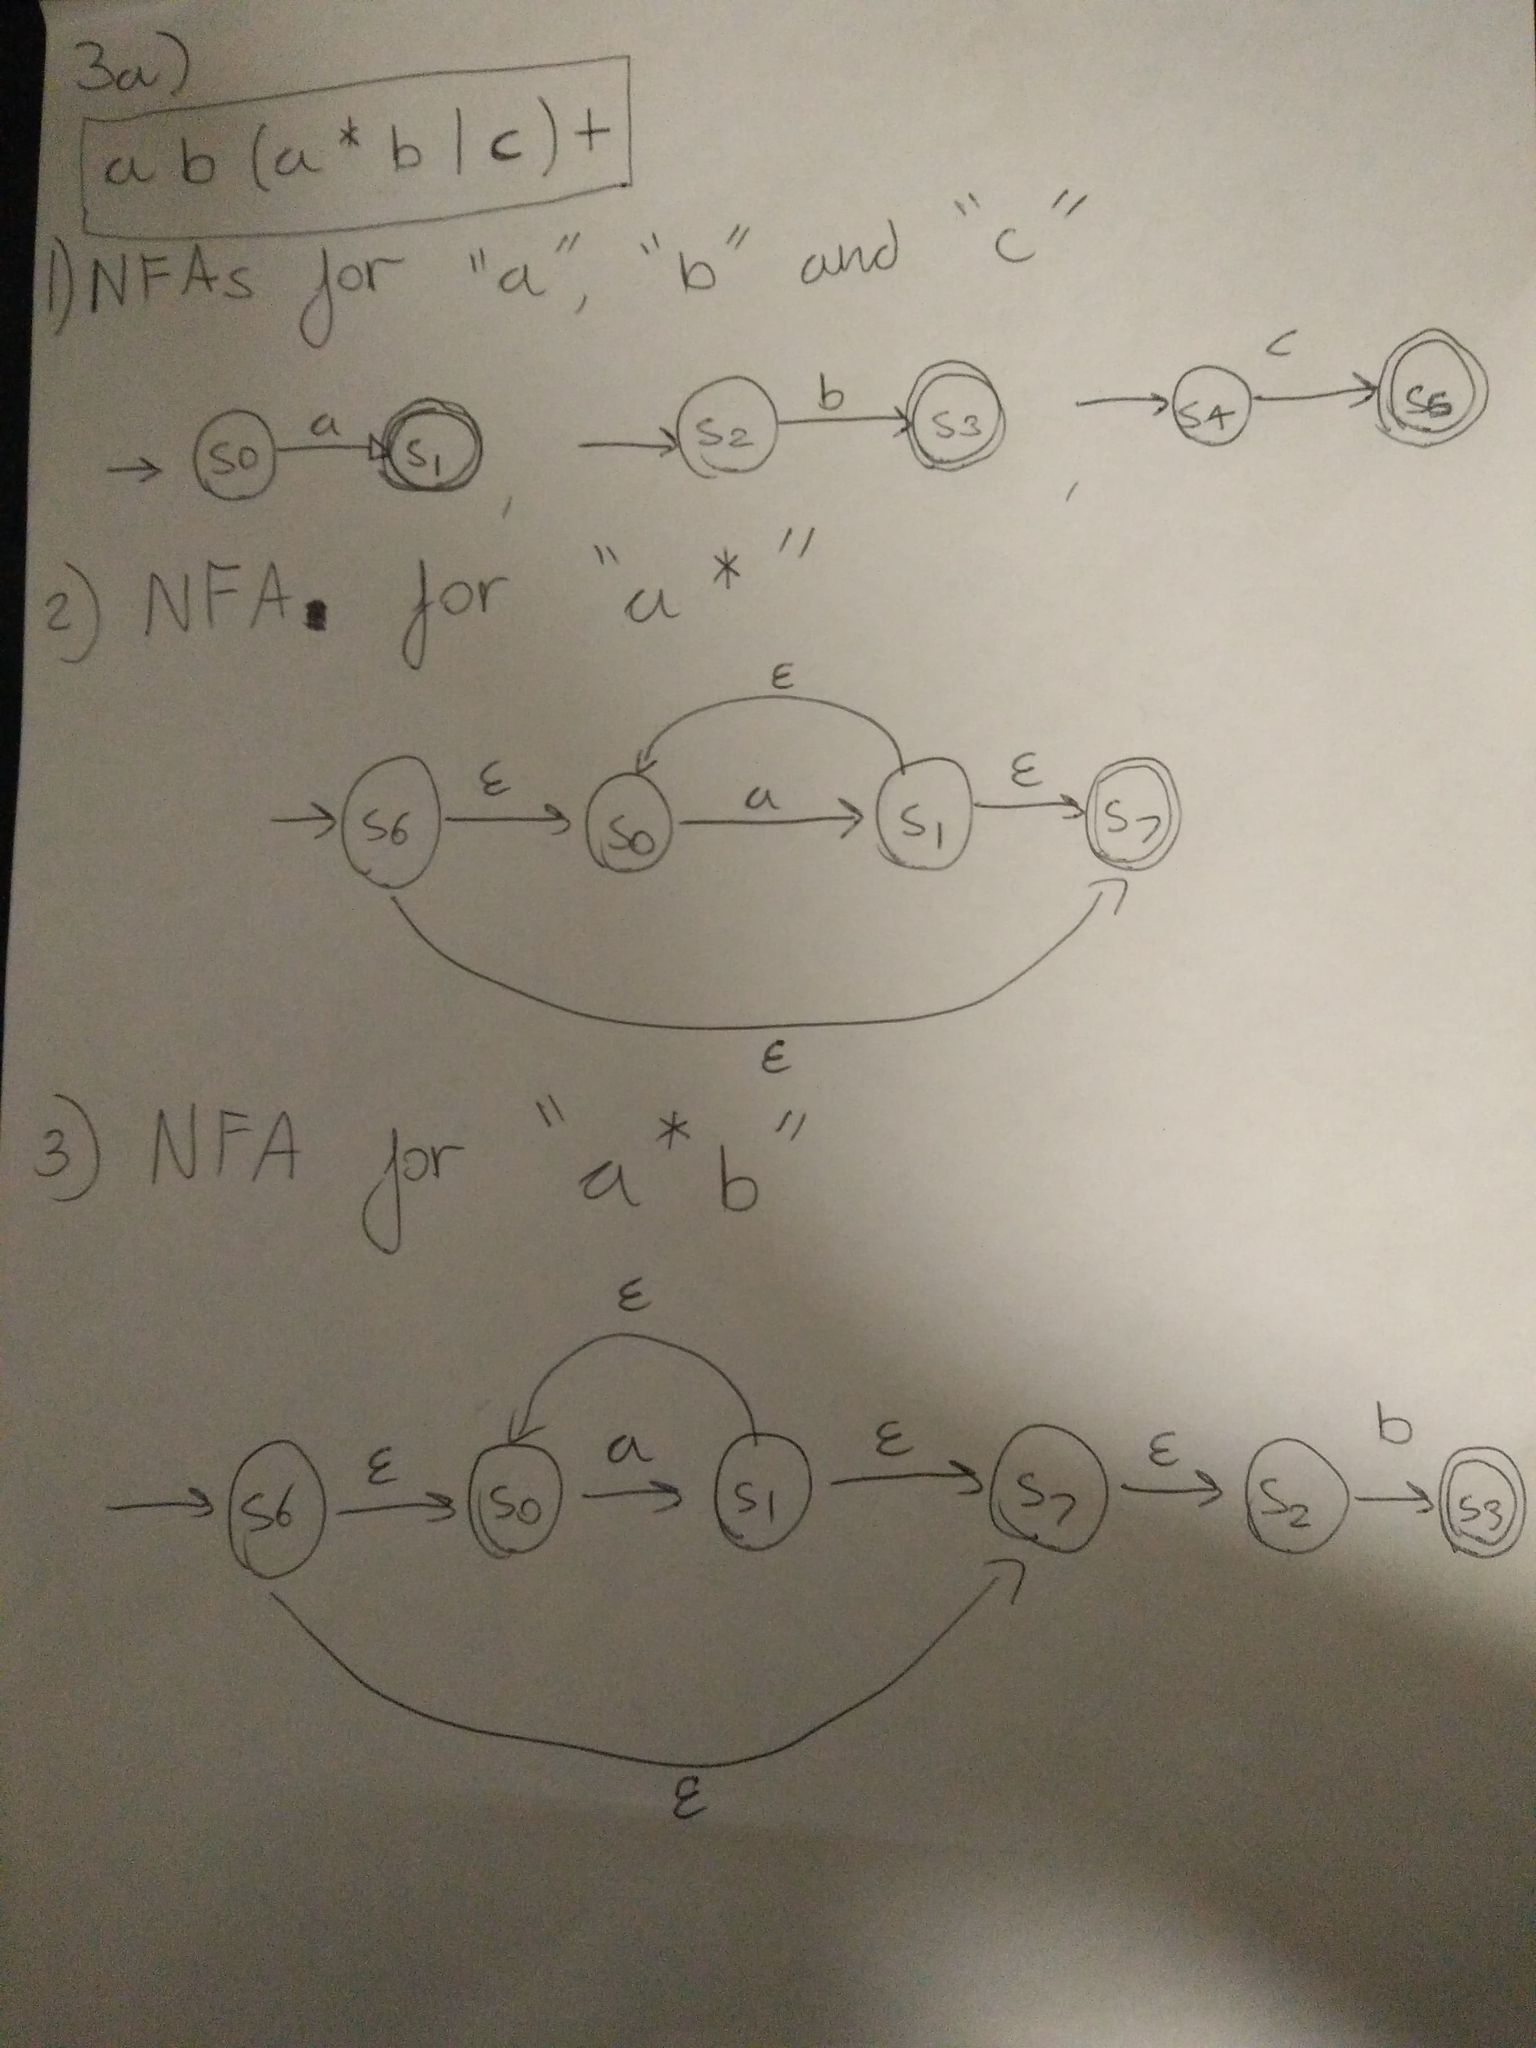 3a)
ab(a*b|c)+
1) NFAs for "a", "b" and "c"
a b c
S0 S1, S2 S3, S4 S5
2) NFA for "a*"
ε
ε a ε
S6 S0 S1 S7
ε
3) NFA for "a*b"
ε
ε a ε ε b
S6 S0 S1 S7 S2 S3
ε